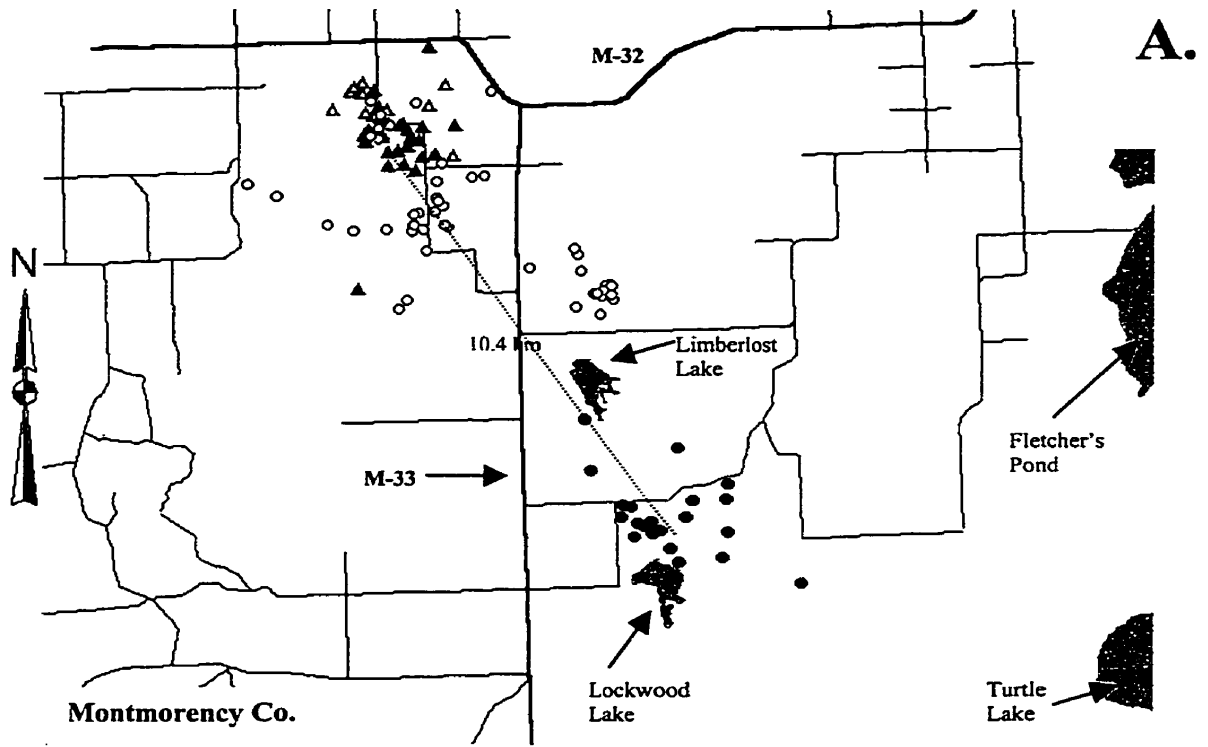 A.
M-32
N
10.4 km
Limberlost
Lake
Fletcher's
Pond
M-33
Lockwood
Lake
Turtle
Lake
Montmorency Co.